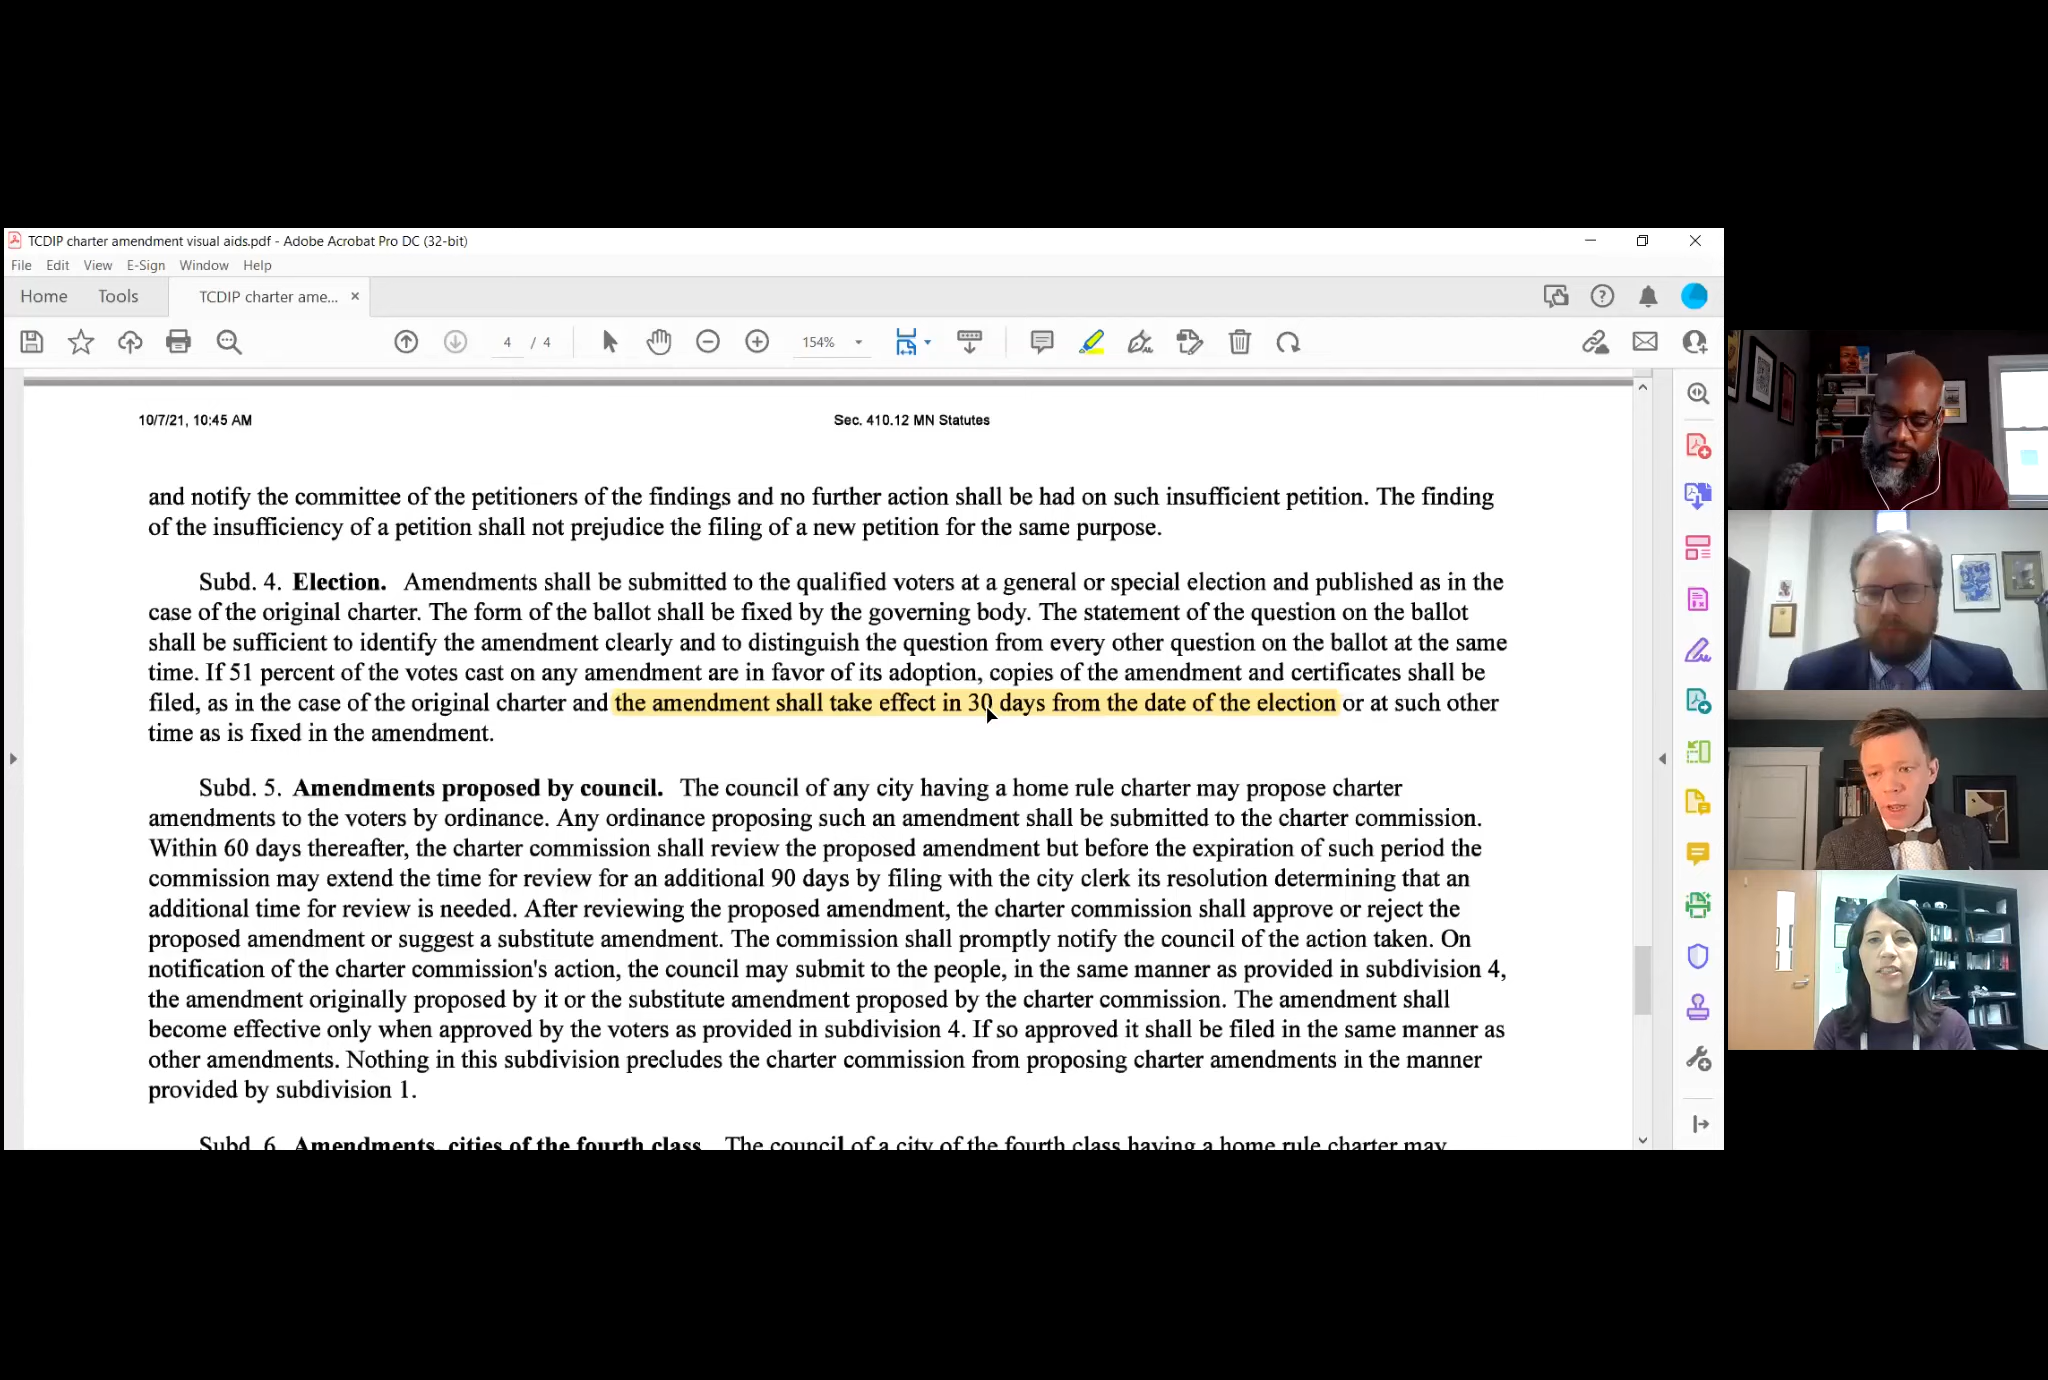 TCDIP charter amendment visual aids.pdf - Adobe Acrobat Pro DC (32-bit)
File Edit View E-Sign Window Help
Home Tools TCDIP charter ame... ×
4 / 4 154%
10/7/21, 10:45 AM Sec. 410.12 MN Statutes
and notify the committee of the petitioners of the findings and no further action shall be had on such insufficient petition. The finding
of the insufficiency of a petition shall not prejudice the filing of a new petition for the same purpose.
Subd. 4. Election. Amendments shall be submitted to the qualified voters at a general or special election and published as in the
case of the original charter. The form of the ballot shall be fixed by the governing body. The statement of the question on the ballot
shall be sufficient to identify the amendment clearly and to distinguish the question from every other question on the ballot at the same
time. If 51 percent of the votes cast on any amendment are in favor of its adoption, copies of the amendment and certificates shall be
filed, as in the case of the original charter and the amendment shall take effect in 30 days from the date of the election or at such other
time as is fixed in the amendment.
Subd. 5. Amendments proposed by council. The council of any city having a home rule charter may propose charter
amendments to the voters by ordinance. Any ordinance proposing such an amendment shall be submitted to the charter commission.
Within 60 days thereafter, the charter commission shall review the proposed amendment but before the expiration of such period the
commission may extend the time for review for an additional 90 days by filing with the city clerk its resolution determining that an
additional time for review is needed. After reviewing the proposed amendment, the charter commission shall approve or reject the
proposed amendment or suggest a substitute amendment. The commission shall promptly notify the council of the action taken. On
notification of the charter commission's action, the council may submit to the people, in the same manner as provided in subdivision 4,
the amendment originally proposed by it or the substitute amendment proposed by the charter commission. The amendment shall
become effective only when approved by the voters as provided in subdivision 4. If so approved it shall be filed in the same manner as
other amendments. Nothing in this subdivision precludes the charter commission from proposing charter amendments in the manner
provided by subdivision 1.
Subd. 6. Amendments, cities of the fourth class. The council of a city of the fourth class having a home rule charter may